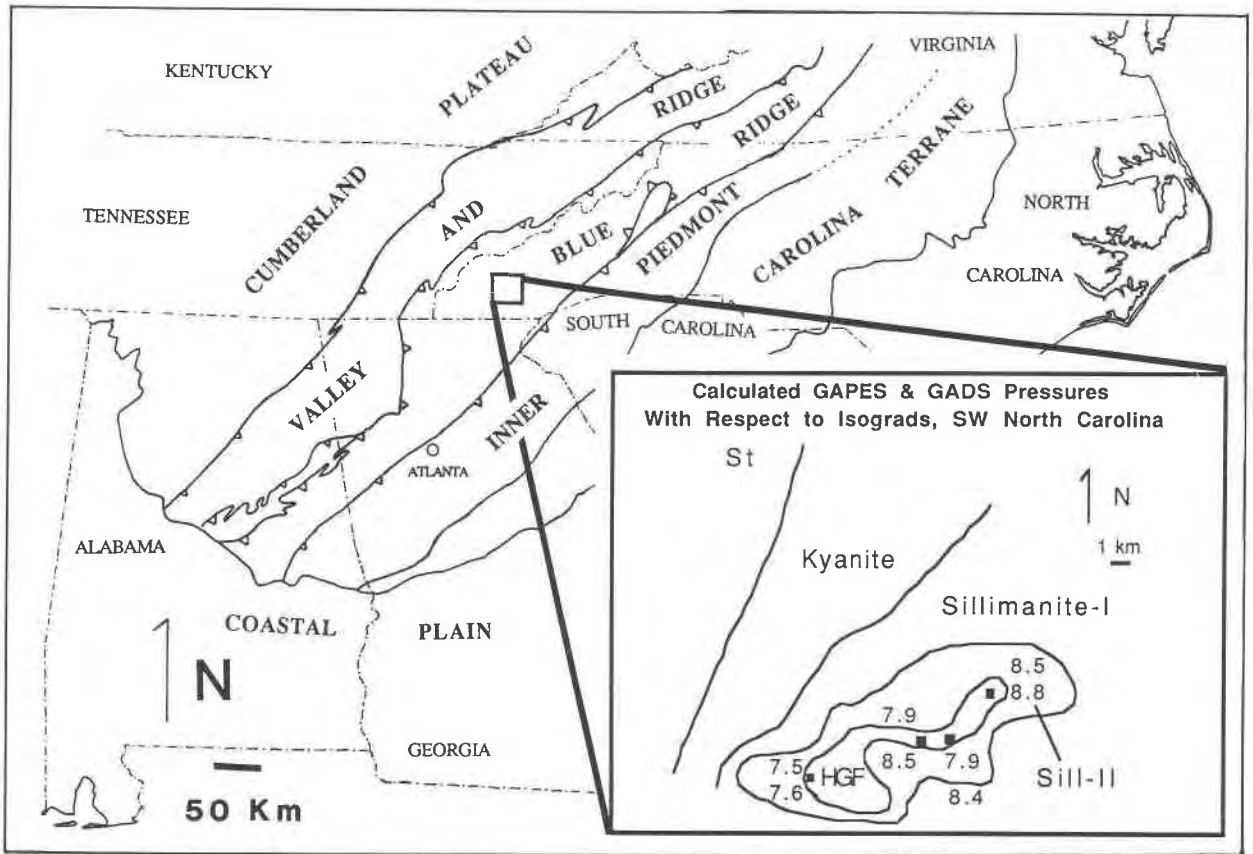 VIRGINIA
KENTUCKY
PLATEAU
RIDGE
RIDGE
TERRANE
CUMBERLAND
AND
TENNESSEE
BLUE
PIEDMONT
CAROLINA
NORTH
CAROLINA
SOUTH CAROLINA
VALLEY
INNER
ATLANTA
ALABAMA
COASTAL PLAIN
N
GEORGIA
50 Km
Calculated GAPES & GADS Pressures
With Respect to Isograds, SW North Carolina
St
N
1 km
Kyanite
Sillimanite-I
8.5
8.8
7.9
7.5
HGF
8.5
7.9
7.6
8.4
Sill-II